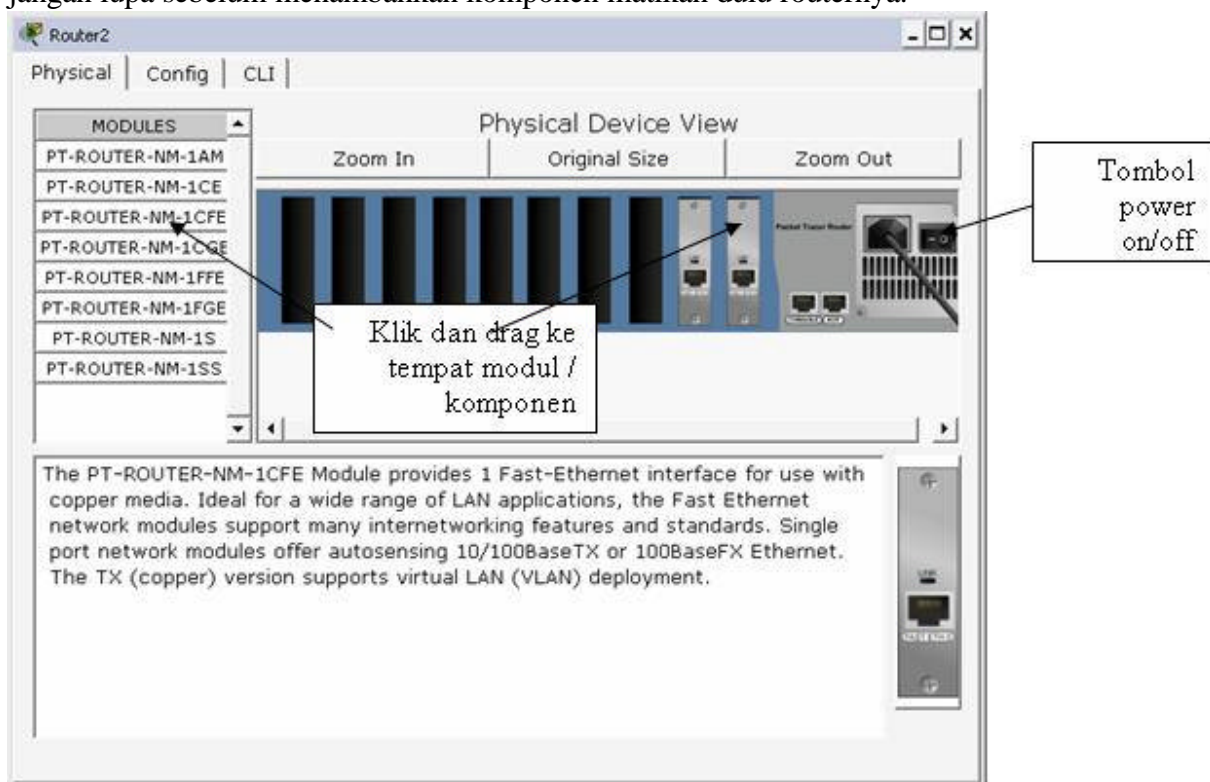 jangan lupa sebelum menambahkan komponen matikan dulu routernya.
Router2
Physical Config CLI
MODULES
PT-ROUTER-NM-1AM
PT-ROUTER-NM-1CE
PT-ROUTER-NM-1CFE
PT-ROUTER-NM-1CGE
PT-ROUTER-NM-1FFE
PT-ROUTER-NM-1FGE
PT-ROUTER-NM-1S
PT-ROUTER-NM-1SS
Physical Device View
Zoom In Original Size Zoom Out
Packet Tracer Router
Klik dan drag ke
tempat modul /
komponen
Tombol
power
on/off
The PT-ROUTER-NM-1CFE Module provides 1 Fast-Ethernet interface for use with
copper media. Ideal for a wide range of LAN applications, the Fast Ethernet
network modules support many internetworking features and standards. Single
port network modules offer autosensing 10/100BaseTX or 100BaseFX Ethernet.
The TX (copper) version supports virtual LAN (VLAN) deployment.